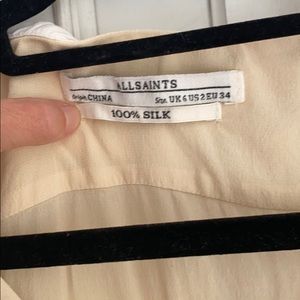 ALLSAINTS
Origin. CHINA Size. UK 6 US 2 EU 34
100% SILK